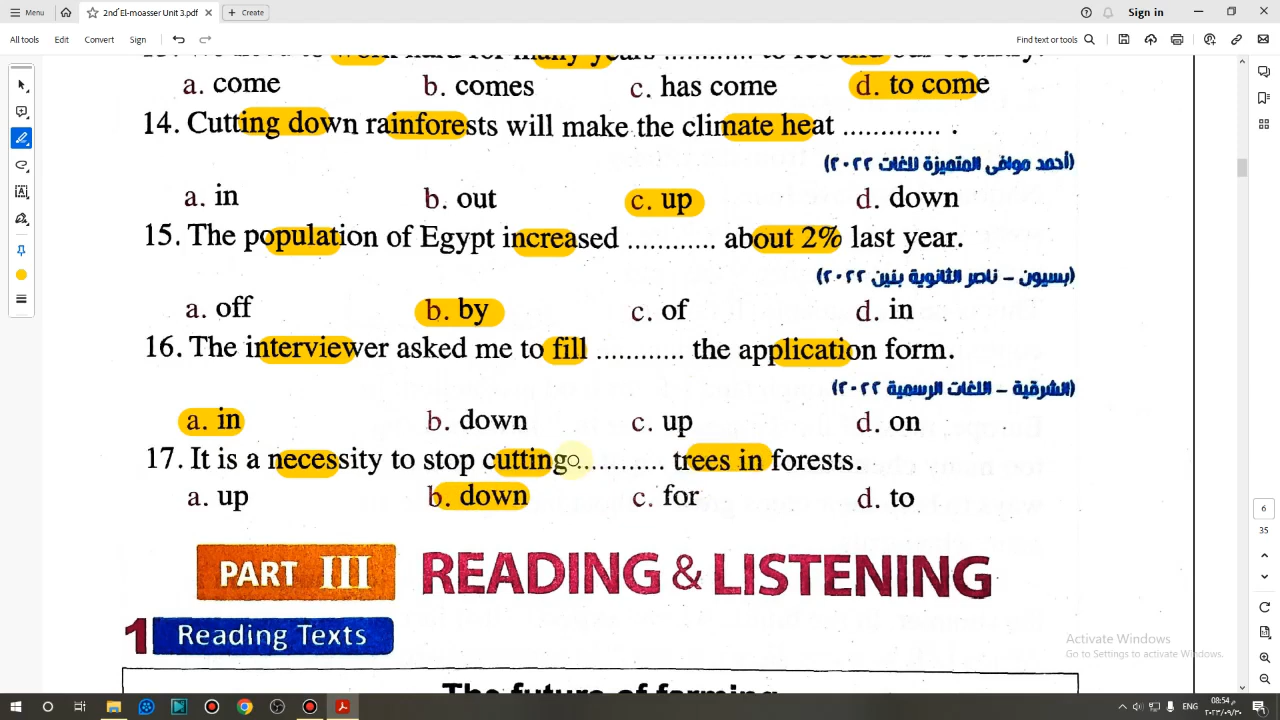 Menu
2nd El-moasser Unit 3.pdf
Create
Sign in
All tools
Edit
Convert
Sign
Find text or tools
a. come b. comes c. has come d. to come
14. Cutting down rainforests will make the climate heat ............. .
(أحمد موافى المتميزة للغات ٢٠٢٢)
a. in b. out c. up d. down
15. The population of Egypt increased ............ about 2% last year.
(بسيون – ناصر الثانوية بنين ٢٠٢٢)
a. off b. by c. of d. in
16. The interviewer asked me to fill ............ the application form.
(الشرقية – اللغات الرسمية ٢٠٢٢)
a. in b. down c. up d. on
17. It is a necessity to stop cutting ............ trees in forests.
a. up b. down c. for d. to
PART III READING & LISTENING
1 Reading Texts
The future of farming
6
35
Activate Windows
Go to Settings to activate Windows.
ENG
08:54 م